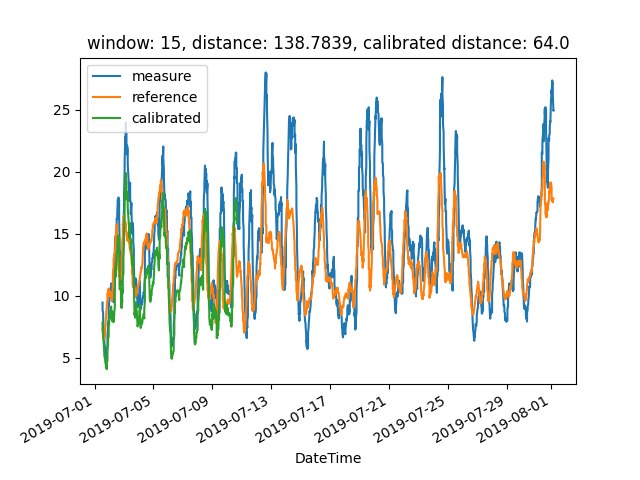 window: 15, distance: 138.7839, calibrated distance: 64.0
measure
reference
calibrated
25
20
15
10
5
2019-07-01
2019-07-05
2019-07-09
2019-07-13
2019-07-17
2019-07-21
2019-07-25
2019-07-29
2019-08-01
DateTime